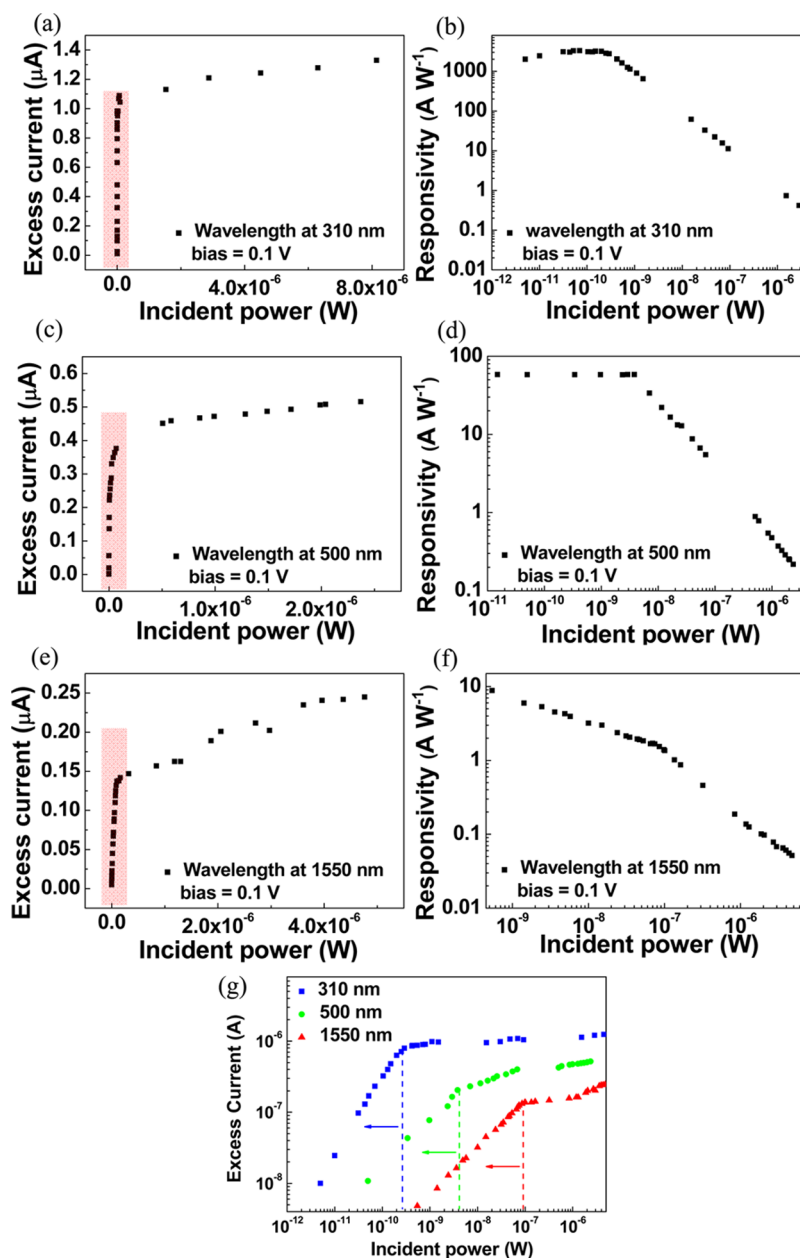 (a)
Excess current (μA)
1.4
1.2
1.0
0.8
0.6
0.4
0.2
0.0
Wavelength at 310 nm
bias = 0.1 V
0.0 4.0x10⁻⁶ 8.0x10⁻⁶
Incident power (W)
(b)
Responsivity (A W⁻¹)
1000
100
10
1
0.1
0.01
wavelength at 310 nm
bias = 0.1 V
10⁻¹² 10⁻¹¹ 10⁻¹⁰ 10⁻⁹ 10⁻⁸ 10⁻⁷ 10⁻⁶
Incident power (W)
(c)
Excess current (μA)
0.6
0.5
0.4
0.3
0.2
0.1
0.0
Wavelength at 500 nm
bias = 0.1 V
0.0 1.0x10⁻⁶ 2.0x10⁻⁶
Incident power (W)
(d)
Responsivity (A W⁻¹)
100
10
1
0.1
Wavelength at 500 nm
bias = 0.1 V
10⁻¹¹ 10⁻¹⁰ 10⁻⁹ 10⁻⁸ 10⁻⁷ 10⁻⁶
Incident power (W)
(e)
Excess current (μA)
0.25
0.20
0.15
0.10
0.05
0.00
Wavelength at 1550 nm
bias = 0.1 V
0.0 2.0x10⁻⁶ 4.0x10⁻⁶
Incident power (W)
(f)
Responsivity (A W⁻¹)
10
1
0.1
0.01
Wavelength at 1550 nm
bias = 0.1 V
10⁻⁹ 10⁻⁸ 10⁻⁷ 10⁻⁶
Incident power (W)
(g)
Excess Current (A)
10⁻⁶
10⁻⁷
10⁻⁸
310 nm
500 nm
1550 nm
10⁻¹² 10⁻¹¹ 10⁻¹⁰ 10⁻⁹ 10⁻⁸ 10⁻⁷ 10⁻⁶
Incident power (W)